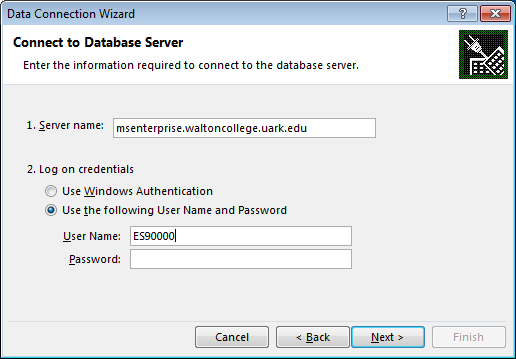 Data Connection Wizard
Connect to Database Server
Enter the information required to connect to the database server.
1. Server name: msenterprise.waltoncollege.uark.edu
2. Log on credentials
Use Windows Authentication
Use the following User Name and Password
User Name: ES90000
Password:
Cancel < Back Next > Finish